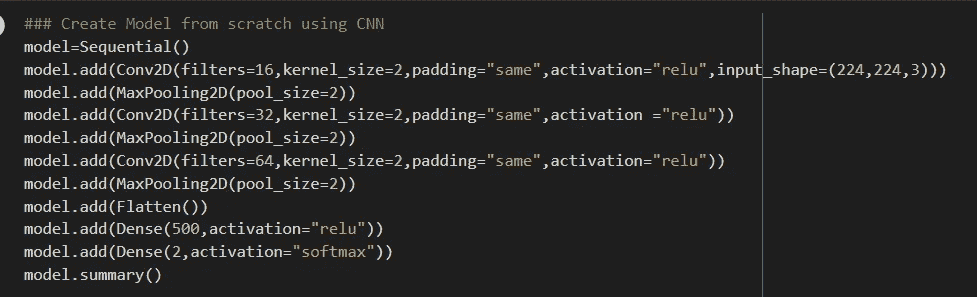 ### Create Model from scratch using CNN
model=Sequential()
model.add(Conv2D(filters=16,kernel_size=2,padding="same",activation="relu",input_shape=(224,224,3)))
model.add(MaxPooling2D(pool_size=2))
model.add(Conv2D(filters=32,kernel_size=2,padding="same",activation ="relu"))
model.add(MaxPooling2D(pool_size=2))
model.add(Conv2D(filters=64,kernel_size=2,padding="same",activation="relu"))
model.add(MaxPooling2D(pool_size=2))
model.add(Flatten())
model.add(Dense(500,activation="relu"))
model.add(Dense(2,activation="softmax"))
model.summary()